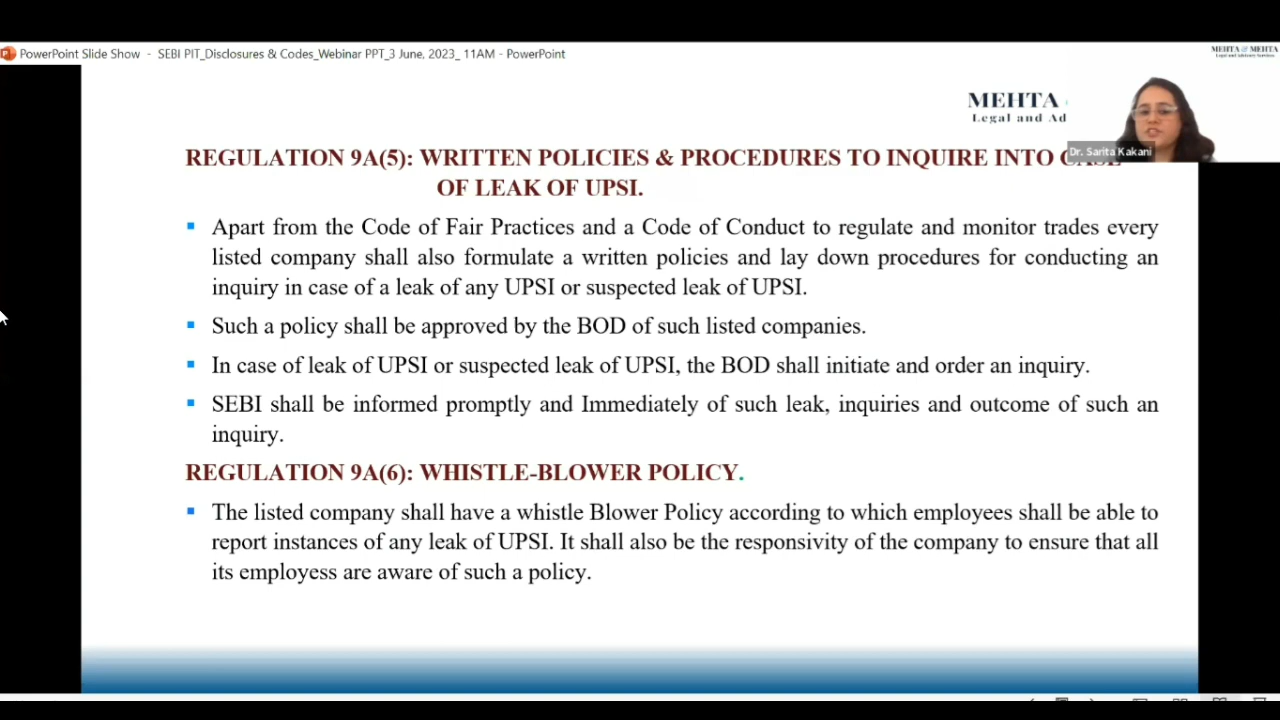 PowerPoint Slide Show - SEBI PIT_Disclosures & Codes_Webinar PPT_3 June, 2023_ 11AM - PowerPoint
MEHTA & MEHTA
Legal and Advisory Services
MEHTA
Legal and Ad
Dr. Sarita Kakani
REGULATION 9A(5): WRITTEN POLICIES & PROCEDURES TO INQUIRE INTO CASE
OF LEAK OF UPSI.
Apart from the Code of Fair Practices and a Code of Conduct to regulate and monitor trades every
listed company shall also formulate a written policies and lay down procedures for conducting an
inquiry in case of a leak of any UPSI or suspected leak of UPSI.
Such a policy shall be approved by the BOD of such listed companies.
In case of leak of UPSI or suspected leak of UPSI, the BOD shall initiate and order an inquiry.
SEBI shall be informed promptly and Immediately of such leak, inquiries and outcome of such an
inquiry.
REGULATION 9A(6): WHISTLE-BLOWER POLICY.
The listed company shall have a whistle Blower Policy according to which employees shall be able to
report instances of any leak of UPSI. It shall also be the responsivity of the company to ensure that all
its employess are aware of such a policy.